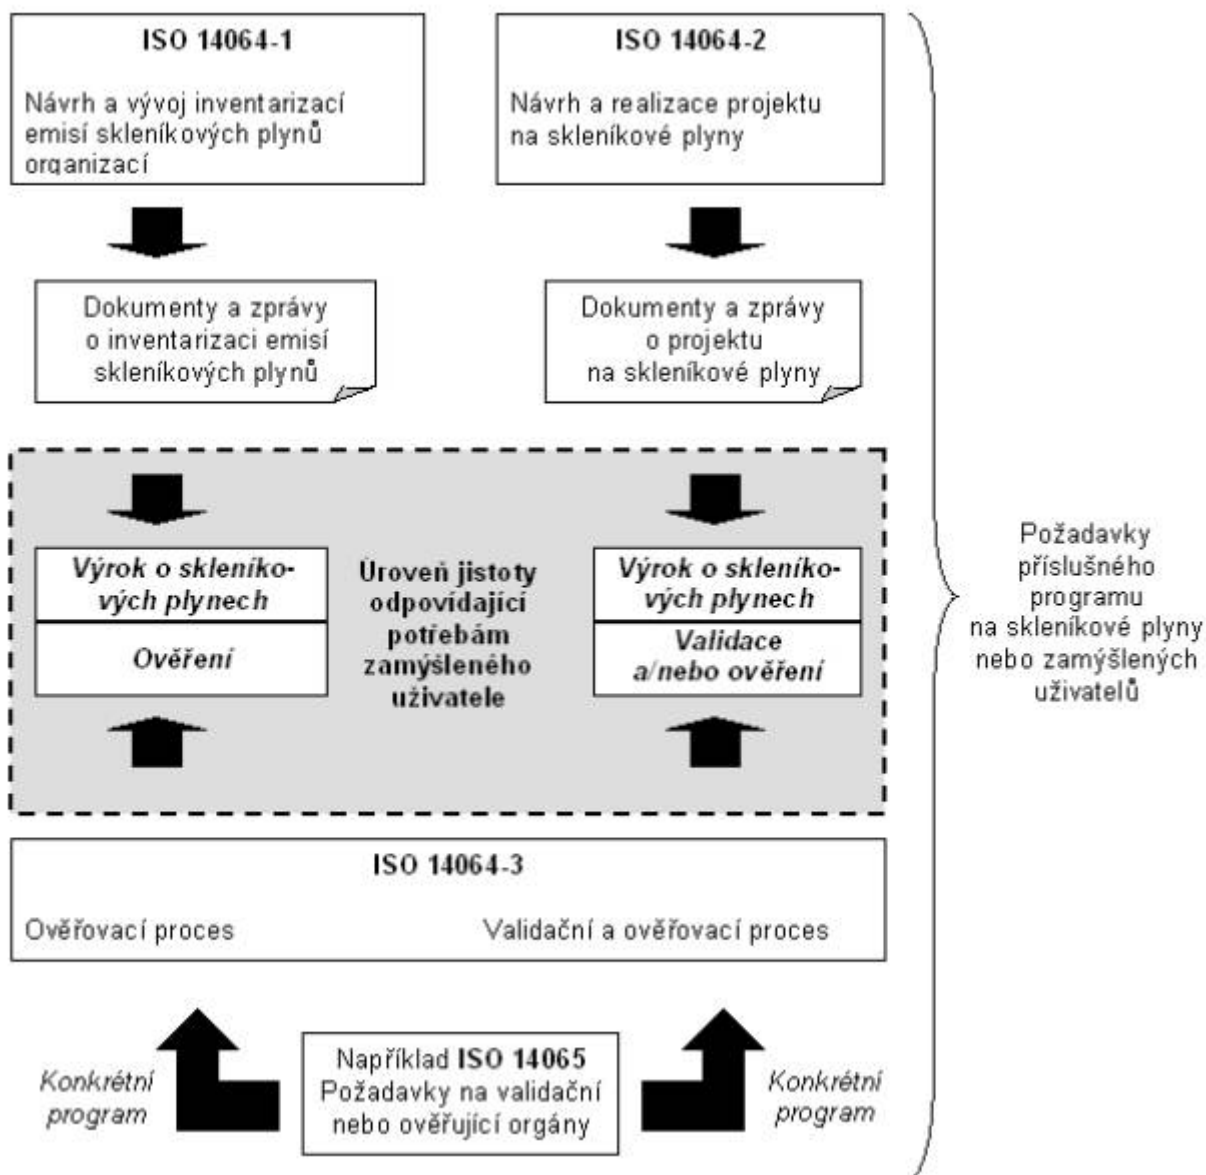 ISO 14064-1
Návrh a vývoj inventarizací
emisí skleníkových plynů
organizací
ISO 14064-2
Návrh a realizace projektu
na skleníkové plyny
Dokumenty a zprávy
o inventarizaci emisí
skleníkových plynů
Dokumenty a zprávy
o projektu
na skleníkové plyny
Výrok o skleníko-
vých plynech
Ověření
Úroveň jistoty
odpovídající
potřebám
zamýšleného
uživatele
Výrok o skleníko-
vých plynech
Validace
a/nebo ověření
Požadavky
příslušného
programu
na skleníkové plyny
nebo zamýšlených
uživatelů
ISO 14064-3
Ověřovací proces
Validační a ověřovací proces
Konkrétní
program
Například ISO 14065
Požadavky na validační
nebo ověřující orgány
Konkrétní
program